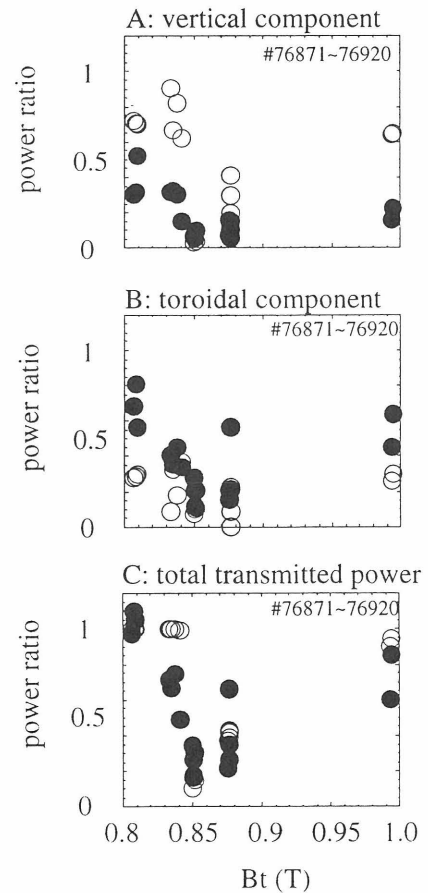 A: vertical component
#76871~76920
1
0.5
0
power ratio
B: toroidal component
#76871~76920
1
0.5
0
power ratio
C: total transmitted power
#76871~76920
1
0.5
0
power ratio
0.8 0.85 0.9 0.95 1.0
Bt (T)